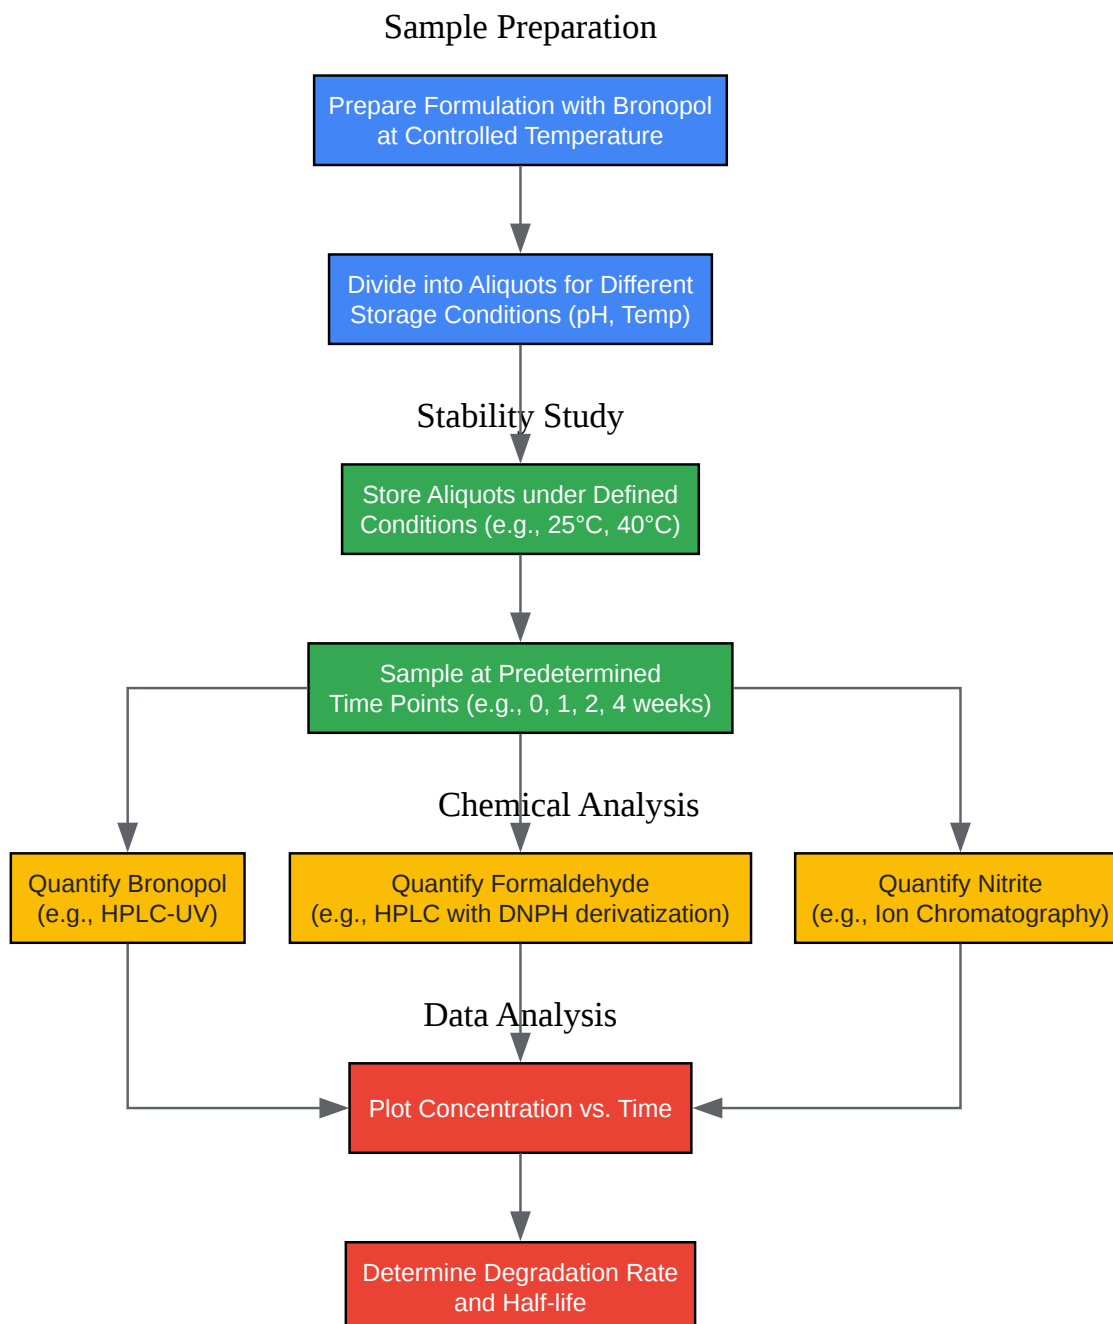 Sample Preparation
Prepare Formulation with Bronopol
at Controlled Temperature
Divide into Aliquots for Different
Storage Conditions (pH, Temp)
Stability Study
Store Aliquots under Defined
Conditions (e.g., 25°C, 40°C)
Sample at Predetermined
Time Points (e.g., 0, 1, 2, 4 weeks)
Chemical Analysis
Quantify Bronopol
(e.g., HPLC-UV)
Quantify Formaldehyde
(e.g., HPLC with DNPH derivatization)
Quantify Nitrite
(e.g., Ion Chromatography)
Data Analysis
Plot Concentration vs. Time
Determine Degradation Rate
and Half-life